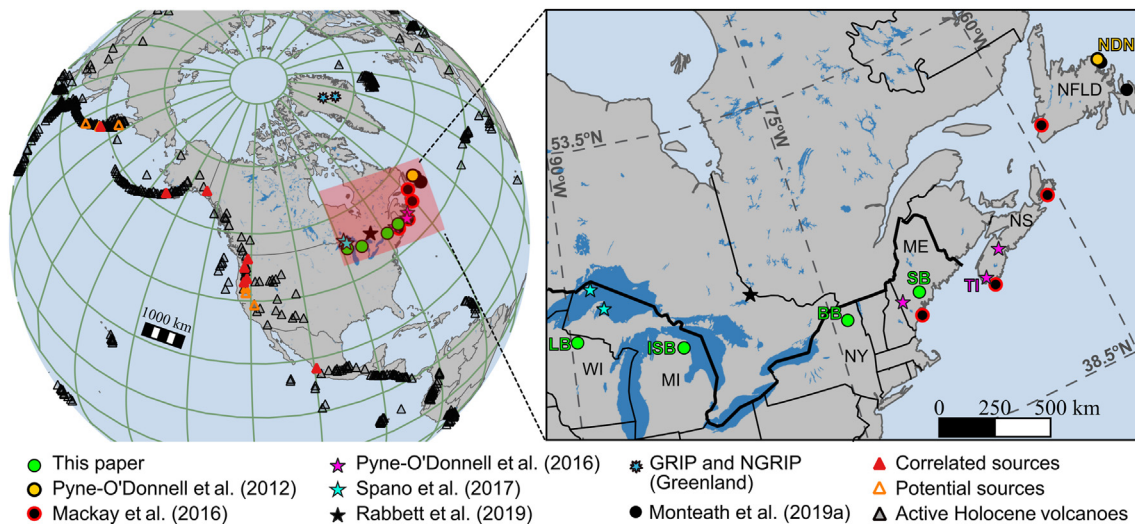 1000 km
53.5°N
90°W
75°W
60°W
38.5°N
NDN
NFLD
NS
ME
TI
SB
BB
NY
LB
WI
ISB
MI
0 250 500 km
This paper
Pyne-O'Donnell et al. (2012)
Mackay et al. (2016)
Pyne-O'Donnell et al. (2016)
Spano et al. (2017)
Rabbett et al. (2019)
GRIP and NGRIP
(Greenland)
Monteath et al. (2019a)
Correlated sources
Potential sources
Active Holocene volcanoes